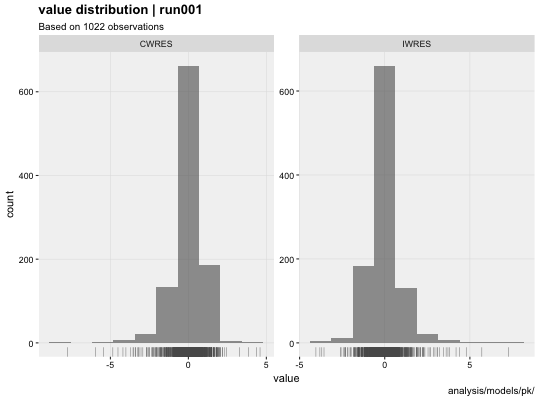 value distribution | run001
Based on 1022 observations
CWRES
IWRES
count
600
400
200
0
600
400
200
0
-5
0
5
-5
0
5
value
analysis/models/pk/